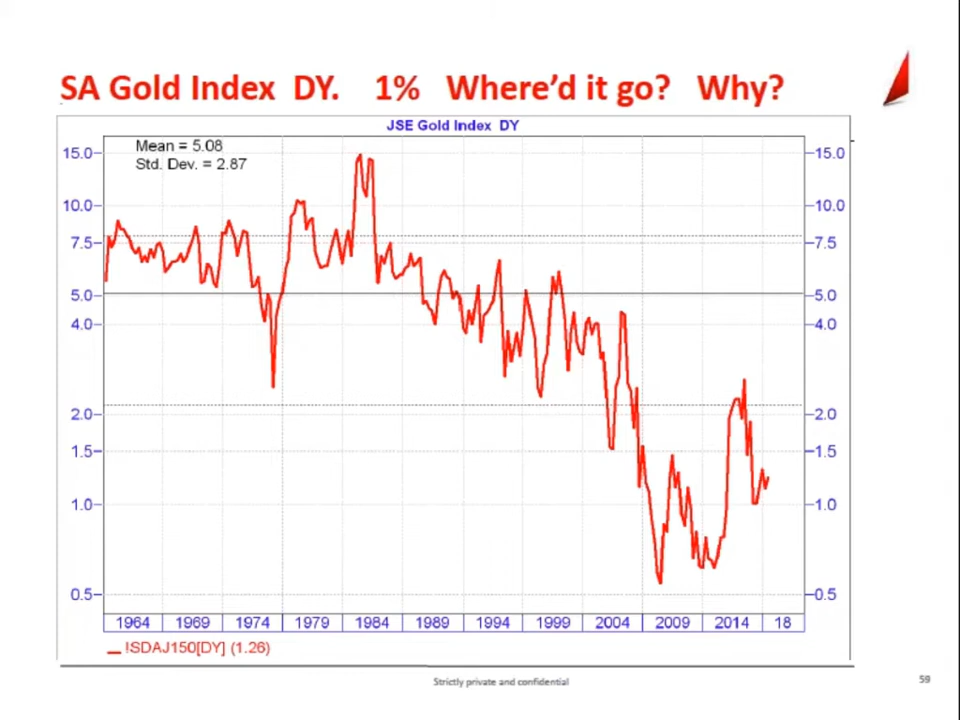 SA Gold Index DY. 1% Where'd it go? Why?
JSE Gold Index DY
Mean = 5.08
Std. Dev. = 2.87
15.0 15.0
10.0 10.0
7.5 7.5
5.0 5.0
4.0 4.0
2.0 2.0
1.5 1.5
1.0 1.0
0.5 0.5
1964 1969 1974 1979 1984 1989 1994 1999 2004 2009 2014 18
!SDAJ150[DY] (1.26)
Strictly private and confidential
59